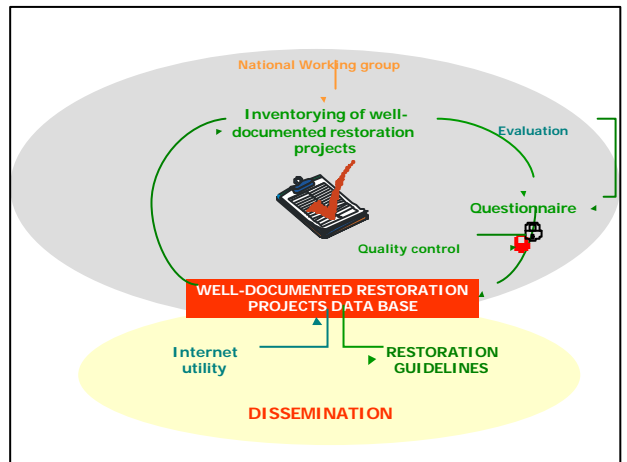 National Working group
Inventorying of well-
documented restoration
projects
Evaluation
Questionnaire
Quality control
WELL-DOCUMENTED RESTORATION
PROJECTS DATA BASE
Internet
utility
RESTORATION
GUIDELINES
DISSEMINATION